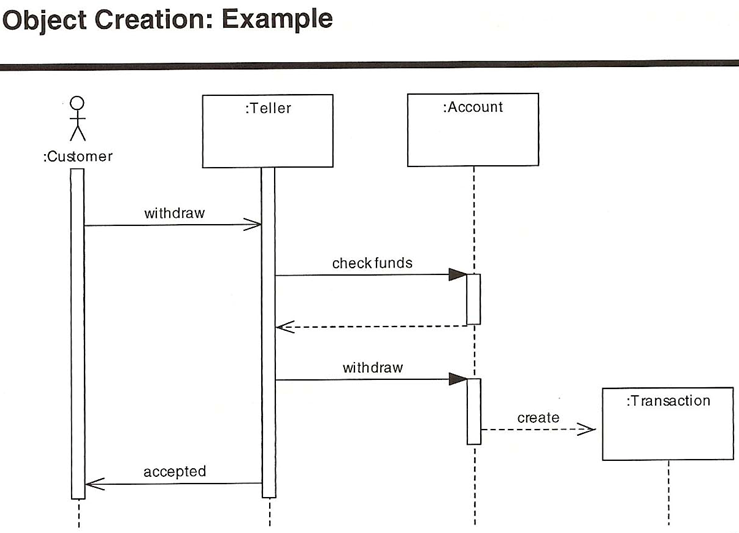 Object Creation: Example
:Customer
:Teller
:Account
withdraw
check funds
withdraw
:Transaction
create
accepted